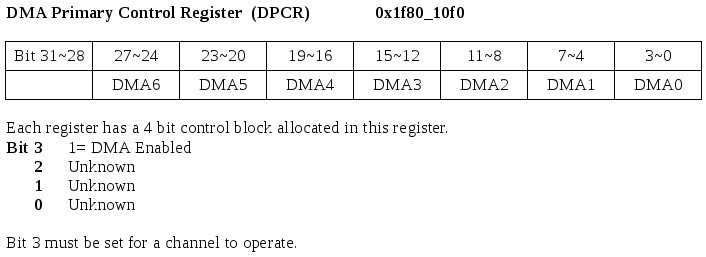 DMA Primary Control Register (DPCR) 0x1f80_10f0
Bit 31~28 27~24 23~20 19~16 15~12 11~8 7~4 3~0
DMA6 DMA5 DMA4 DMA3 DMA2 DMA1 DMA0
Each register has a 4 bit control block allocated in this register.
Bit 3 1= DMA Enabled
2 Unknown
1 Unknown
0 Unknown
Bit 3 must be set for a channel to operate.